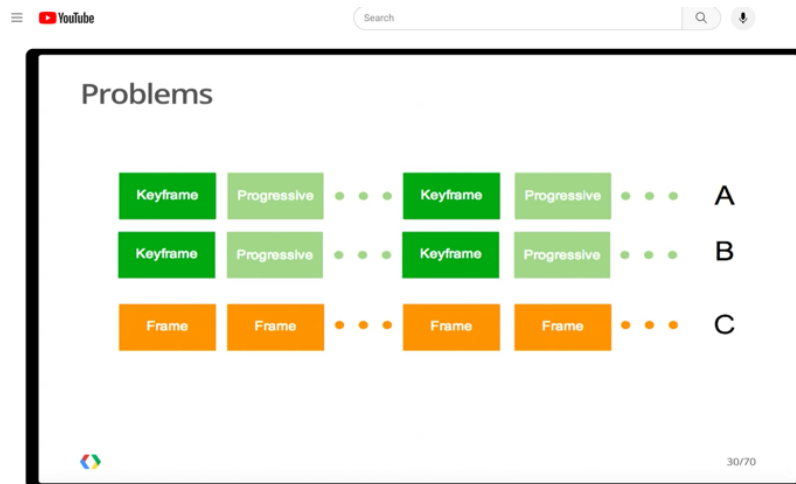 YouTube
Search
Problems
Keyframe Progressive Keyframe Progressive A
Keyframe Progressive Keyframe Progressive B
Frame Frame Frame Frame C
30/70